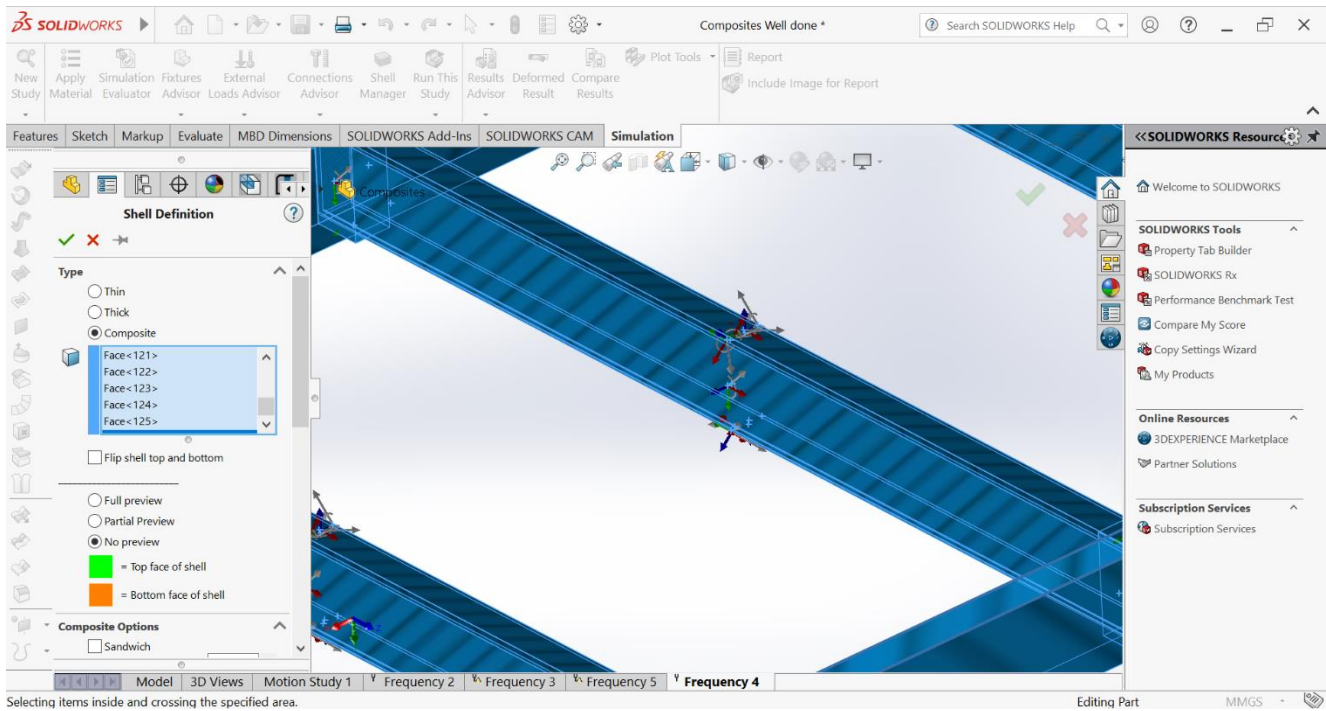 SOLIDWORKS
Composites Well done *
Search SOLIDWORKS Help
New Study
Apply Material
Simulation Evaluator
Fixtures Advisor
External Loads Advisor
Connections Advisor
Shell Manager
Run This Study
Results Advisor
Deformed Result
Compare Results
Plot Tools
Report
Include Image for Report
Features Sketch Markup Evaluate MBD Dimensions SOLIDWORKS Add-Ins SOLIDWORKS CAM Simulation
Composites
Shell Definition
Type
Thin
Thick
Composite
Face<121>
Face<122>
Face<123>
Face<124>
Face<125>
Flip shell top and bottom
Full preview
Partial Preview
No preview
= Top face of shell
= Bottom face of shell
Composite Options
Sandwich
«SOLIDWORKS Resourc
Welcome to SOLIDWORKS
SOLIDWORKS Tools
Property Tab Builder
SOLIDWORKS Rx
Performance Benchmark Test
Compare My Score
Copy Settings Wizard
My Products
Online Resources
3DEXPERIENCE Marketplace
Partner Solutions
Subscription Services
Subscription Services
Model 3D Views Motion Study 1 Frequency 2 Frequency 3 Frequency 5 Frequency 4
Selecting items inside and crossing the specified area.
Editing Part
MMGS